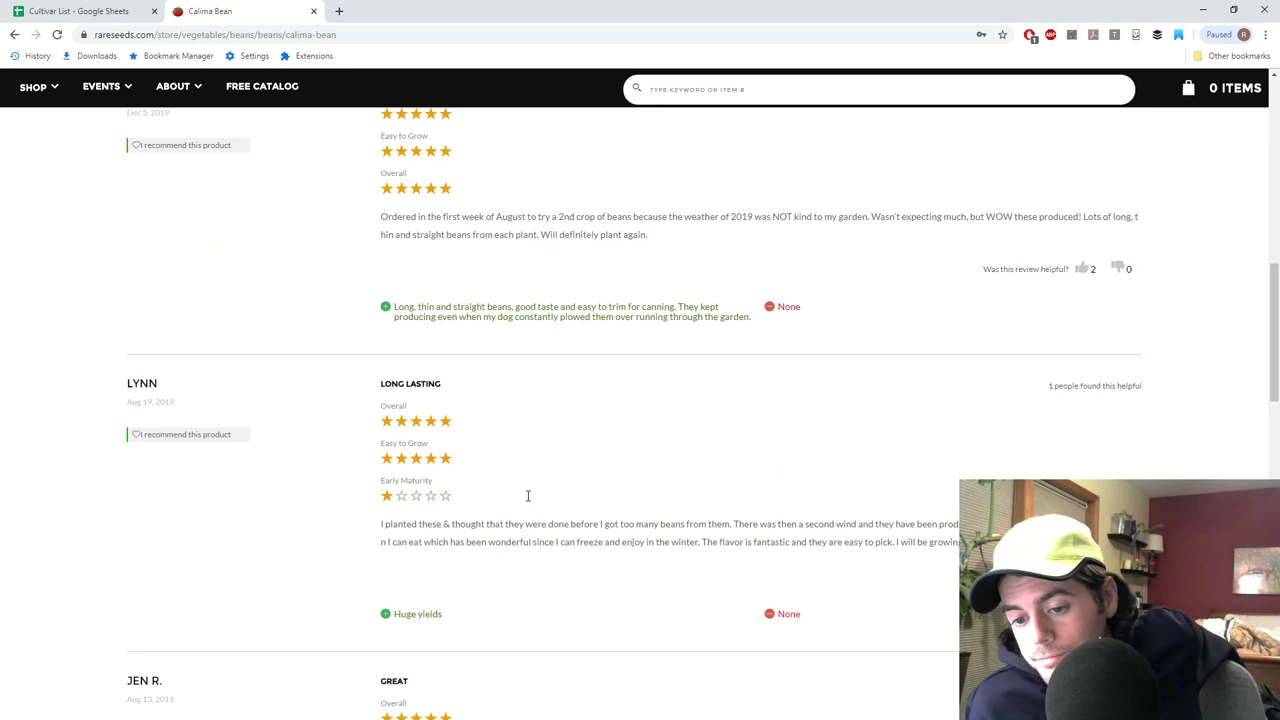 Cultivar List - Google Sheets
Calima Bean
rareseeds.com/store/vegetables/beans/beans/calima-bean
Paused
R
History
Downloads
Bookmark Manager
Settings
Extensions
Other bookmarks
SHOP
EVENTS
ABOUT
FREE CATALOG
TYPE KEYWORD OR ITEM #
0 ITEMS
Dec 5, 2019
I recommend this product
Easy to Grow
Overall
Ordered in the first week of August to try a 2nd crop of beans because the weather of 2019 was NOT kind to my garden. Wasn't expecting much, but WOW these produced! Lots of long, t
hin and straight beans from each plant. Will definitely plant again.
Was this review helpful? 2 0
Long, thin and straight beans, good taste and easy to trim for canning. They kept
producing even when my dog constantly plowed them over running through the garden.
None
LYNN
Aug 19, 2019
I recommend this product
LONG LASTING
1 people found this helpful
Overall
Easy to Grow
Early Maturity
I planted these & thought that they were done before I got too many beans from them. There was then a second wind and they have been prod
n I can eat which has been wonderful since I can freeze and enjoy in the winter. The flavor is fantastic and they are easy to pick. I will be growing
Huge yields
None
JEN R.
Aug 13, 2019
GREAT
Overall